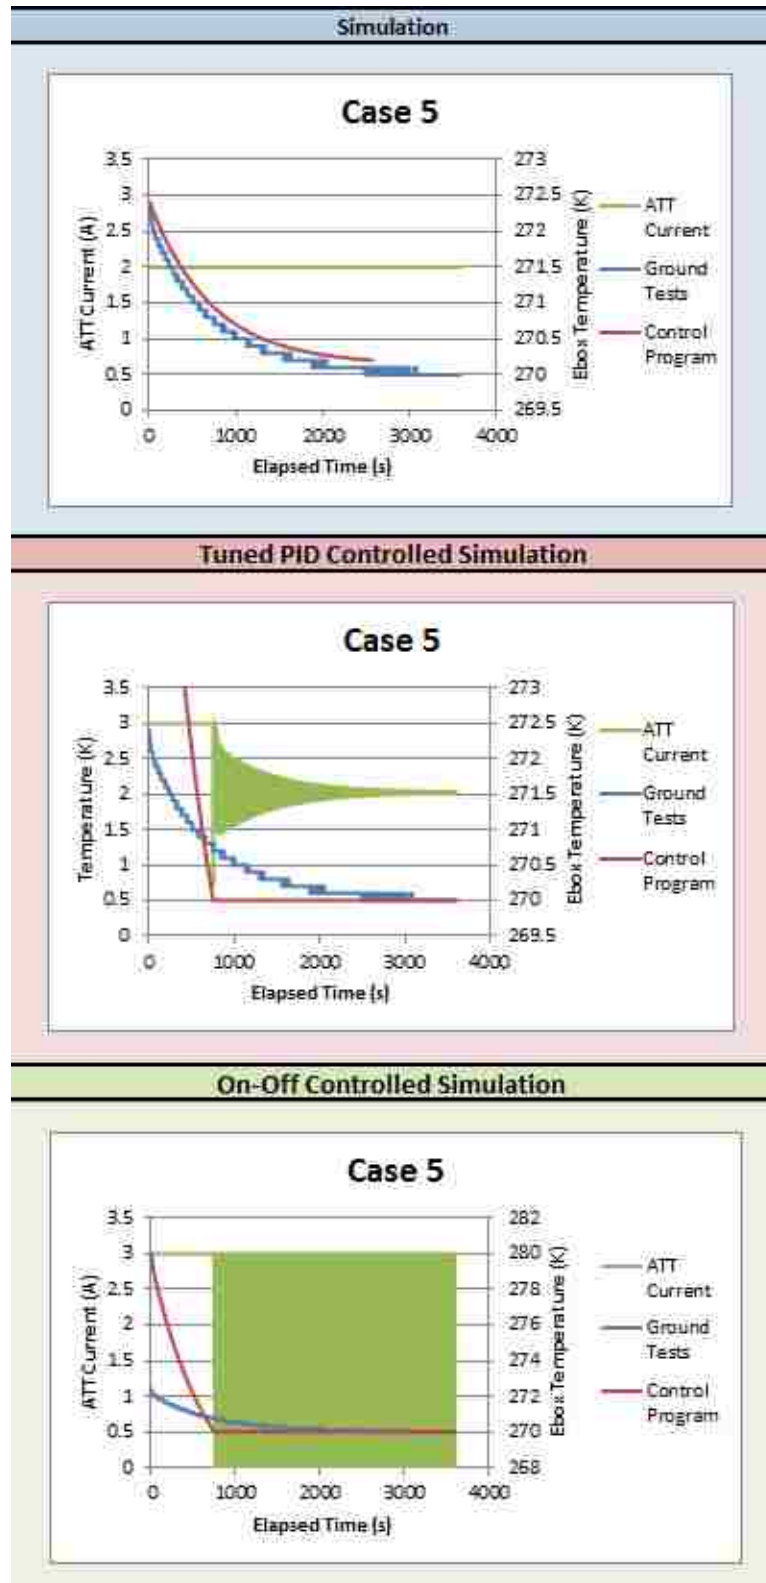 Simulation
Case 5
3.5
3
2.5
2
1.5
1
0.5
0
ATT Current (A)
273
272.5
272
271.5
271
270.5
270
269.5
Ebox Temperature (K)
0 1000 2000 3000 4000
Elapsed Time (s)
ATT
Current
Ground
Tests
Control
Program
Tuned PID Controlled Simulation
Case 5
3.5
3
2.5
2
1.5
1
0.5
0
Temperature (K)
273
272.5
272
271.5
271
270.5
270
269.5
Ebox Temperature (K)
0 1000 2000 3000 4000
Elapsed Time (s)
ATT
Current
Ground
Tests
Control
Program
On-Off Controlled Simulation
Case 5
3.5
3
2.5
2
1.5
1
0.5
0
ATT Current (A)
282
280
278
276
274
272
270
268
Ebox Temperature (K)
0 1000 2000 3000 4000
Elapsed Time (s)
ATT
Current
Ground
Tests
Control
Program